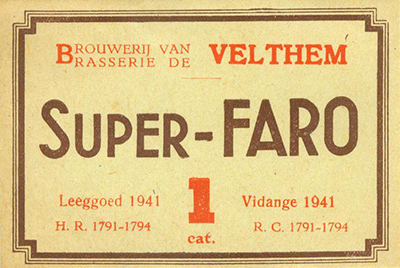 BROUWERIJ VAN
BRASSERIE DE VELTHEM
SUPER-FARO
Leeggoed 1941 1 Vidange 1941
H. R. 1791-1794 cat. R. C. 1791-1794